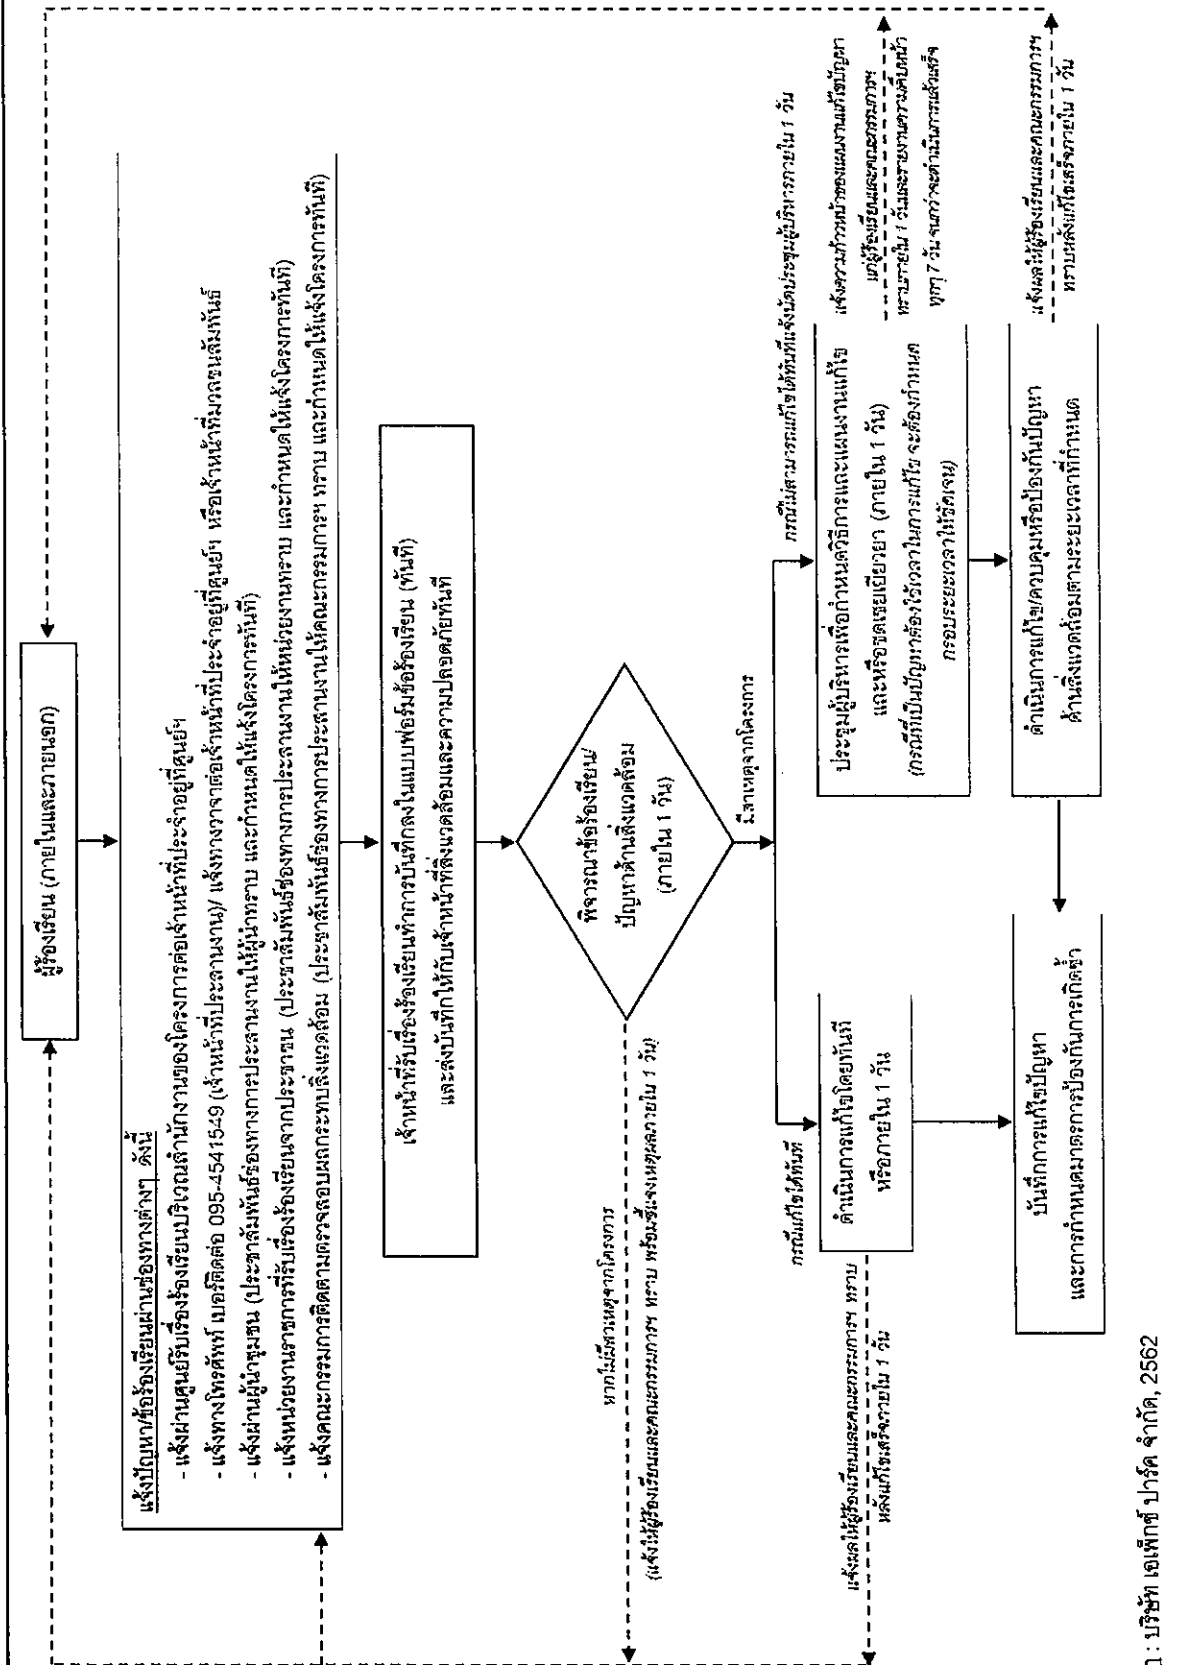 ผู้ร้องเรียน (ภายในและภายนอก)
แจ้งปัญหา/ข้อร้องเรียนผ่านช่องทางต่างๆ ดังนี้
- แจ้งผ่านศูนย์รับเรื่องร้องเรียนบริเวณสำนักงานของโครงการต่อเจ้าหน้าที่ประจำอยู่ที่ศูนย์ฯ
- แจ้งทางโทรศัพท์ เบอร์ติดต่อ 095-4541549 (เจ้าหน้าที่ประสานงาน)/ แจ้งทางวาจาต่อเจ้าหน้าที่ประจำอยู่ที่ศูนย์ฯ หรือเจ้าหน้าที่มวลชนสัมพันธ์
- แจ้งผ่านผู้นำชุมชน (ประชาสัมพันธ์ช่องทางการประสานงานให้ผู้นำทราบ และกำหนดให้แจ้งโครงการทันที)
- แจ้งหน่วยงานราชการที่รับเรื่องร้องเรียนจากประชาชน (ประชาสัมพันธ์ช่องทางการประสานงานให้หน่วยงานทราบ และกำหนดให้แจ้งโครงการทันที)
- แจ้งคณะกรรมการติดตามตรวจสอบผลกระทบสิ่งแวดล้อม (ประชาสัมพันธ์ช่องทางการประสานงานให้คณะกรรมการฯ ทราบ และกำหนดให้แจ้งโครงการทันที)
เจ้าหน้าที่รับเรื่องร้องเรียนทำการบันทึกลงในแบบฟอร์มข้อร้องเรียน (ทันที)
และส่งบันทึกให้กับเจ้าหน้าที่สิ่งแวดล้อมและความปลอดภัยทันที
พิจารณาข้อร้องเรียน/
ปัญหาด้านสิ่งแวดล้อม
(ภายใน 1 วัน)
หากไม่มีสาเหตุจากโครงการ
(แจ้งให้ผู้ร้องเรียนและคณะกรรมการฯ ทราบ พร้อมชี้แจงเหตุผลภายใน 1 วัน)
มีสาเหตุจากโครงการ
กรณีแก้ไขได้ทันที
กรณีไม่สามารถแก้ไขได้ทันทีแจ้งนัดประชุมผู้บริหารภายใน 1 วัน
ดำเนินการแก้ไขโดยทันที
หรือภายใน 1 วัน
แจ้งผลให้ผู้ร้องเรียนและคณะกรรมการฯ ทราบ
หลังแก้ไขเสร็จภายใน 1 วัน
ประชุมผู้บริหารเพื่อกำหนดวิธีการและแผนงานแก้ไข
และหรือชดเชยเยียวยา (ภายใน 1 วัน)
(กรณีที่เป็นปัญหาต้องใช้เวลาในการแก้ไข จะต้องกำหนด
กรอบระยะเวลาให้ชัดเจน)
แจ้งความก้าวหน้าของแผนงานแก้ไขปัญหา
แก่ผู้ร้องเรียนและคณะกรรมการฯ
ทราบภายใน 1 วันและรายงานความคืบหน้า
ทุกๆ 7 วัน จนกว่าจะดำเนินการแล้วเสร็จ
ดำเนินการแก้ไข/ควบคุมหรือป้องกันปัญหา
ด้านสิ่งแวดล้อมตามระยะเวลาที่กำหนด
แจ้งผลให้ผู้ร้องเรียนและคณะกรรมการฯ
ทราบหลังแก้ไขเสร็จภายใน 1 วัน
บันทึกการแก้ไขปัญหา
และการกำหนดมาตรการป้องกันการเกิดซ้ำ
: บริษัท เอเพ็กซ์ ปาร์ค จำกัด, 2562